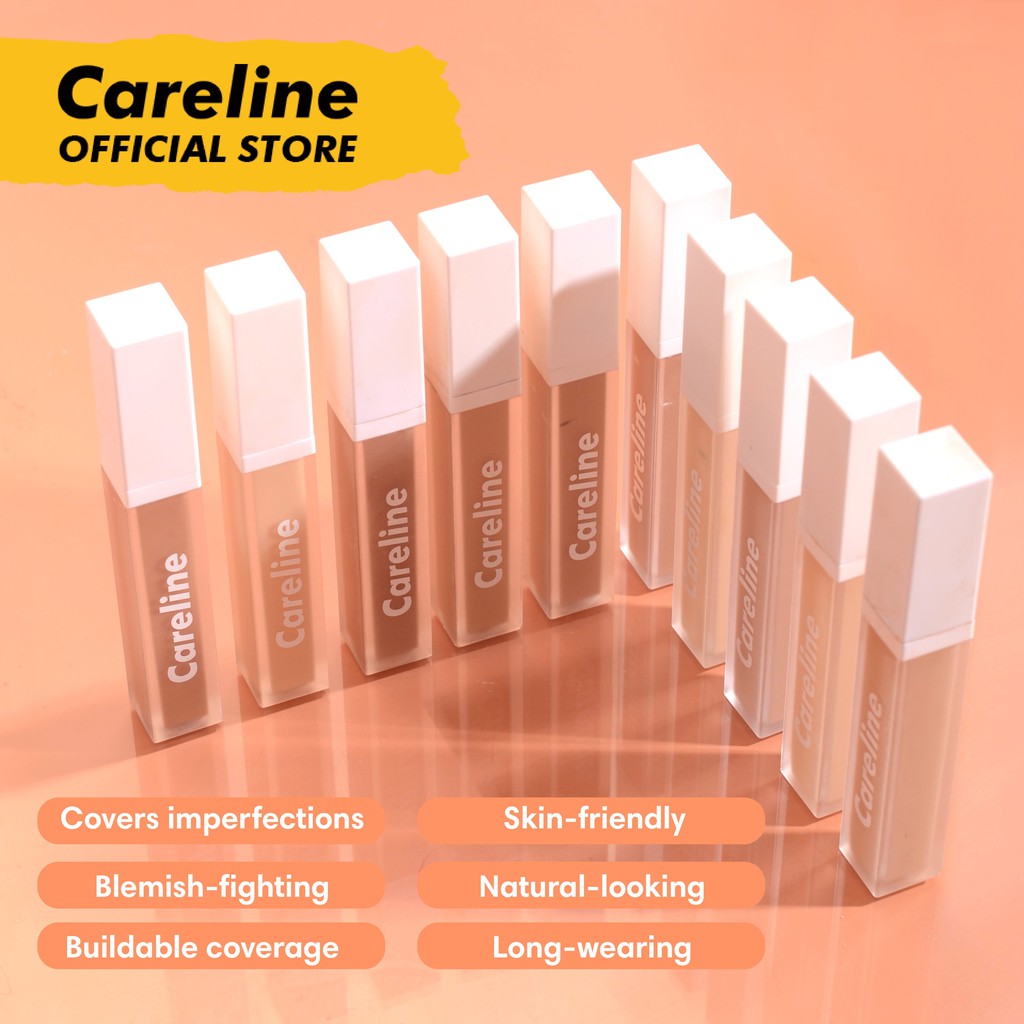 Careline
OFFICIAL STORE
Careline
Careline
Careline
Careline
Careline
Careline
Careline
Careline
Careline
Careline
Covers imperfections
Skin-friendly
Blemish-fighting
Natural-looking
Buildable coverage
Long-wearing